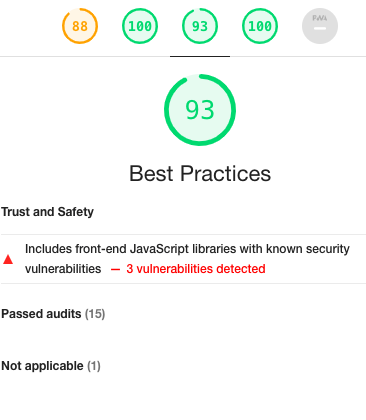 88 100 93 100 PWA
93
Best Practices
Trust and Safety
Includes front-end JavaScript libraries with known security
vulnerabilities — 3 vulnerabilities detected
Passed audits (15)
Not applicable (1)